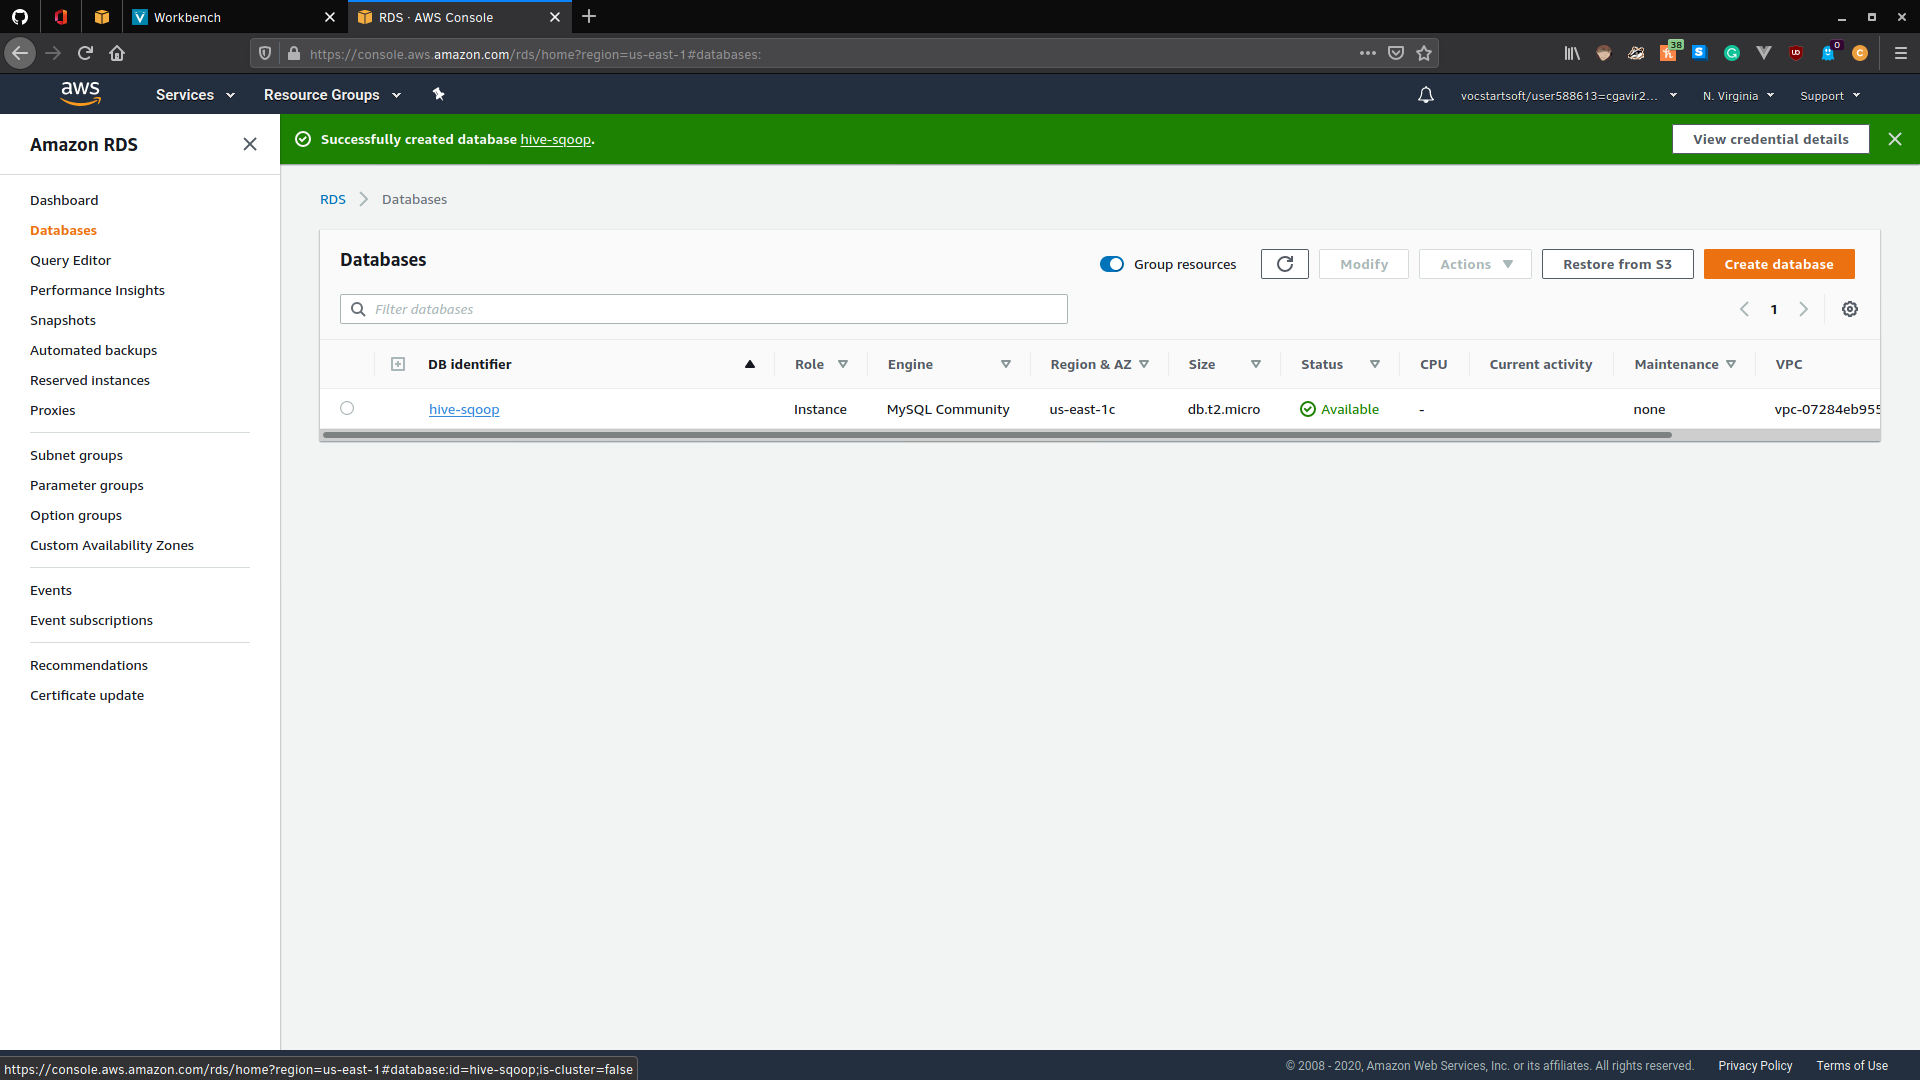 Workbench
RDS · AWS Console
https://console.aws.amazon.com/rds/home?region=us-east-1#databases:
38
0
aws
Services
Resource Groups
vocstartsoft/user588613=cgavir2...
N. Virginia
Support
Amazon RDS
Successfully created database hive-sqoop.
View credential details
Dashboard
Databases
Query Editor
Performance Insights
Snapshots
Automated backups
Reserved instances
Proxies
Subnet groups
Parameter groups
Option groups
Custom Availability Zones
Events
Event subscriptions
Recommendations
Certificate update
RDS
Databases
Databases
Group resources
Modify
Actions
Restore from S3
Create database
Filter databases
1
DB identifier Role Engine Region & AZ Size Status CPU Current activity Maintenance VPC
hive-sqoop Instance MySQL Community us-east-1c db.t2.micro Available - none vpc-07284eb955
https://console.aws.amazon.com/rds/home?region=us-east-1#database:id=hive-sqoop;is-cluster=false
© 2008 - 2020, Amazon Web Services, Inc. or its affiliates. All rights reserved.
Privacy Policy
Terms of Use